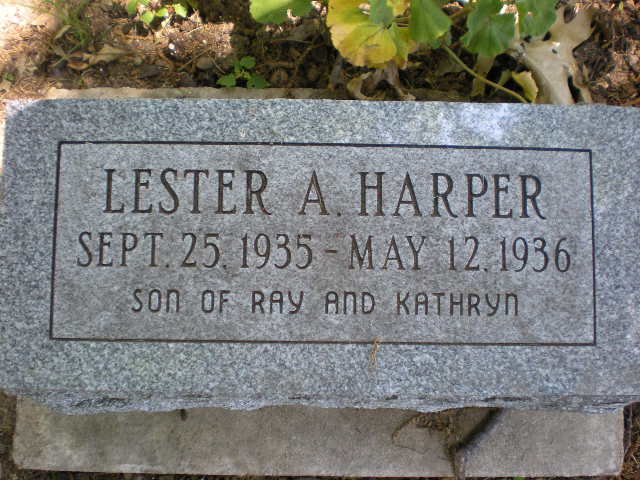 LESTER A. HARPER
SEPT. 25, 1935 - MAY 12, 1936
SON OF RAY AND KATHRYN